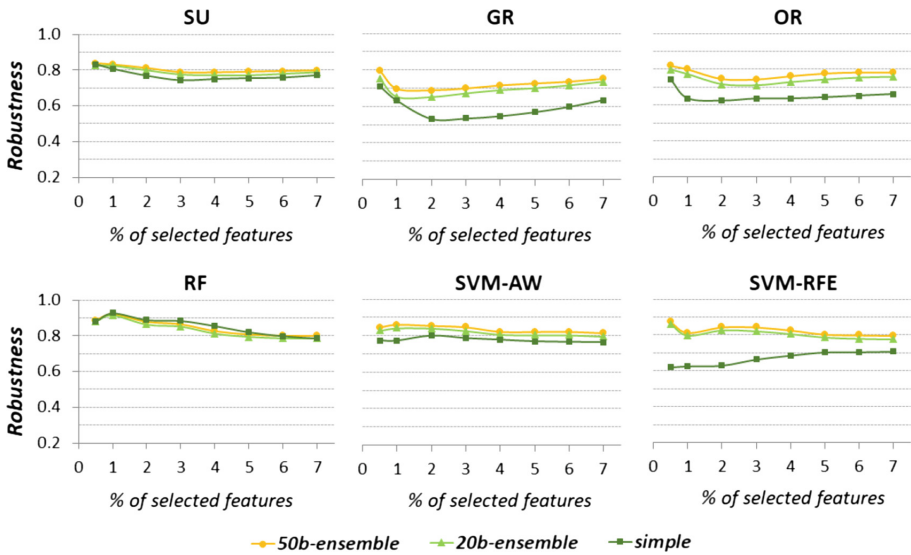 SU GR OR
Robustness
1.0
0.8
0.6
0.4
0.2
0 1 2 3 4 5 6 7
0 1 2 3 4 5 6 7
0 1 2 3 4 5 6 7
% of selected features
% of selected features
% of selected features
RF SVM-AW SVM-RFE
Robustness
1.0
0.8
0.6
0.4
0.2
0 1 2 3 4 5 6 7
0 1 2 3 4 5 6 7
0 1 2 3 4 5 6 7
% of selected features
% of selected features
% of selected features
50b-ensemble 20b-ensemble simple